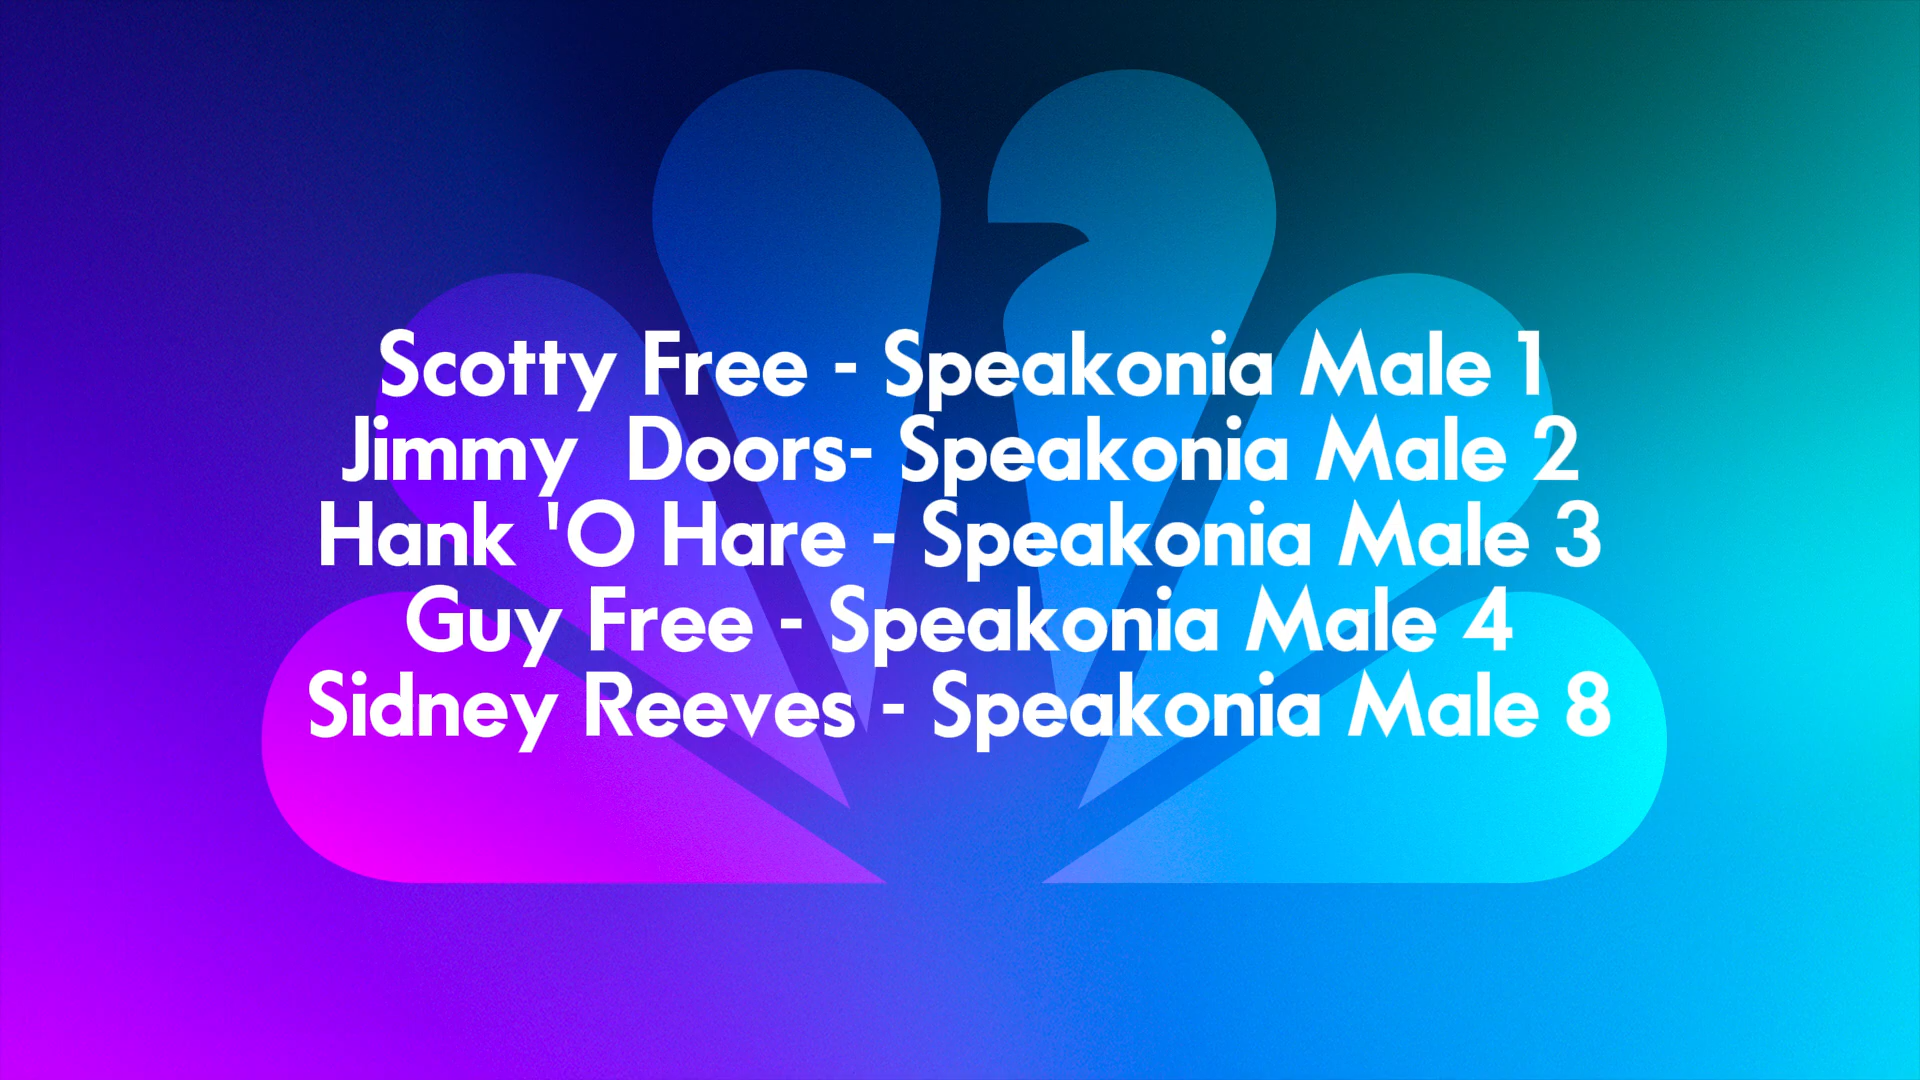 Scotty Free - Speakonia Male 1
Jimmy  Doors- Speakonia Male 2
Hank 'O Hare - Speakonia Male 3
Guy Free - Speakonia Male 4
Sidney Reeves - Speakonia Male 8